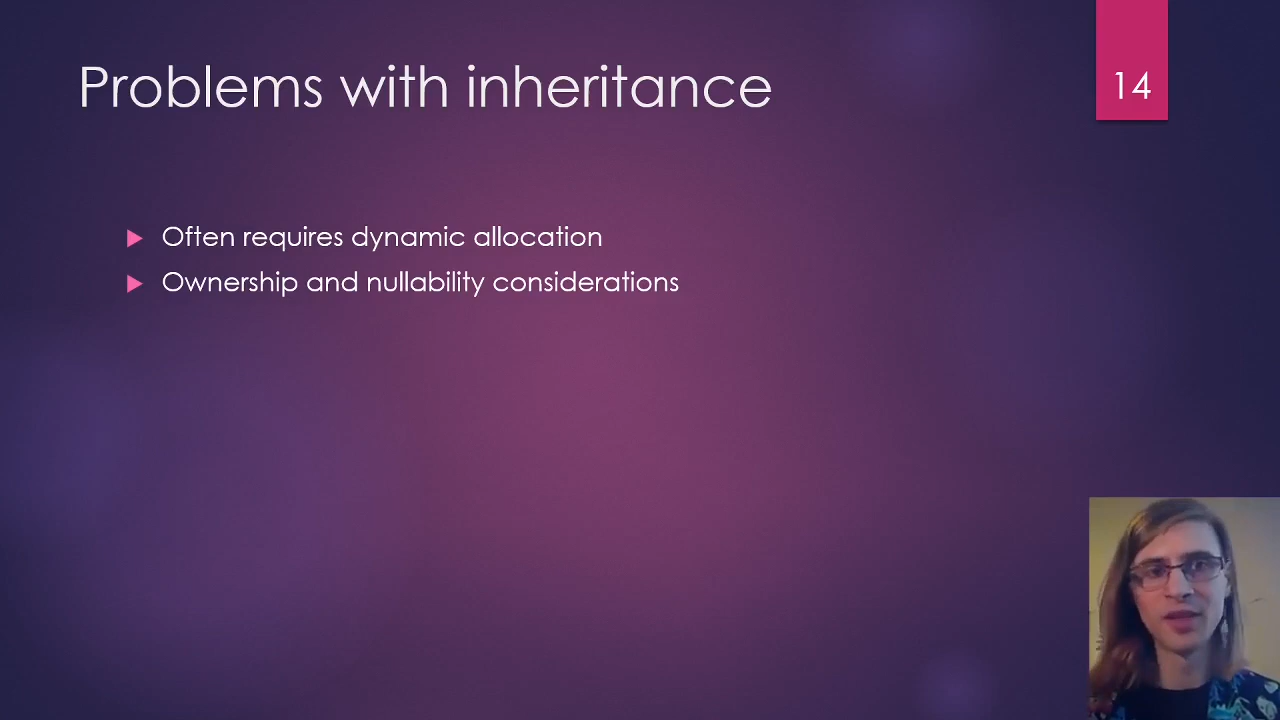 Problems with inheritance
14
Often requires dynamic allocation
Ownership and nullability considerations